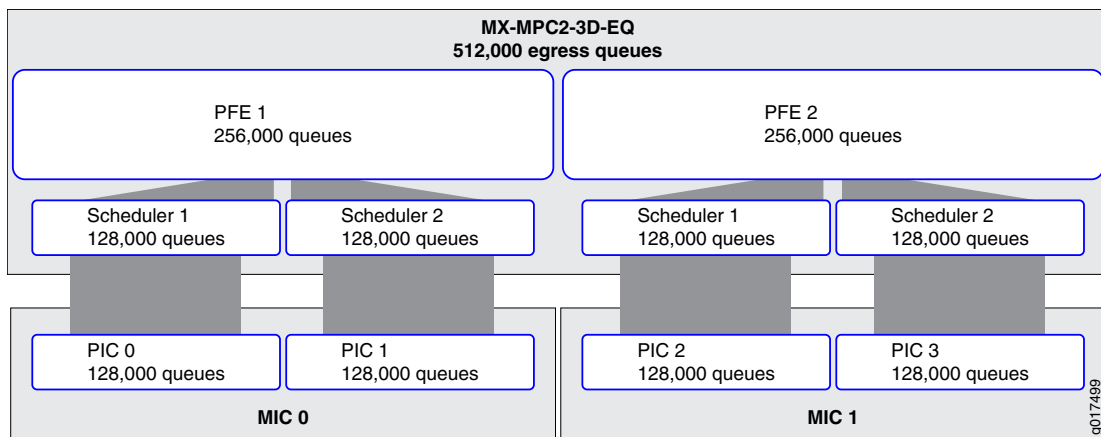 MX-MPC2-3D-EQ
512,000 egress queues
PFE 1
256,000 queues
PFE 2
256,000 queues
Scheduler 1
128,000 queues
Scheduler 2
128,000 queues
Scheduler 1
128,000 queues
Scheduler 2
128,000 queues
PIC 0
128,000 queues
PIC 1
128,000 queues
PIC 2
128,000 queues
PIC 3
128,000 queues
MIC 0
MIC 1
g017499